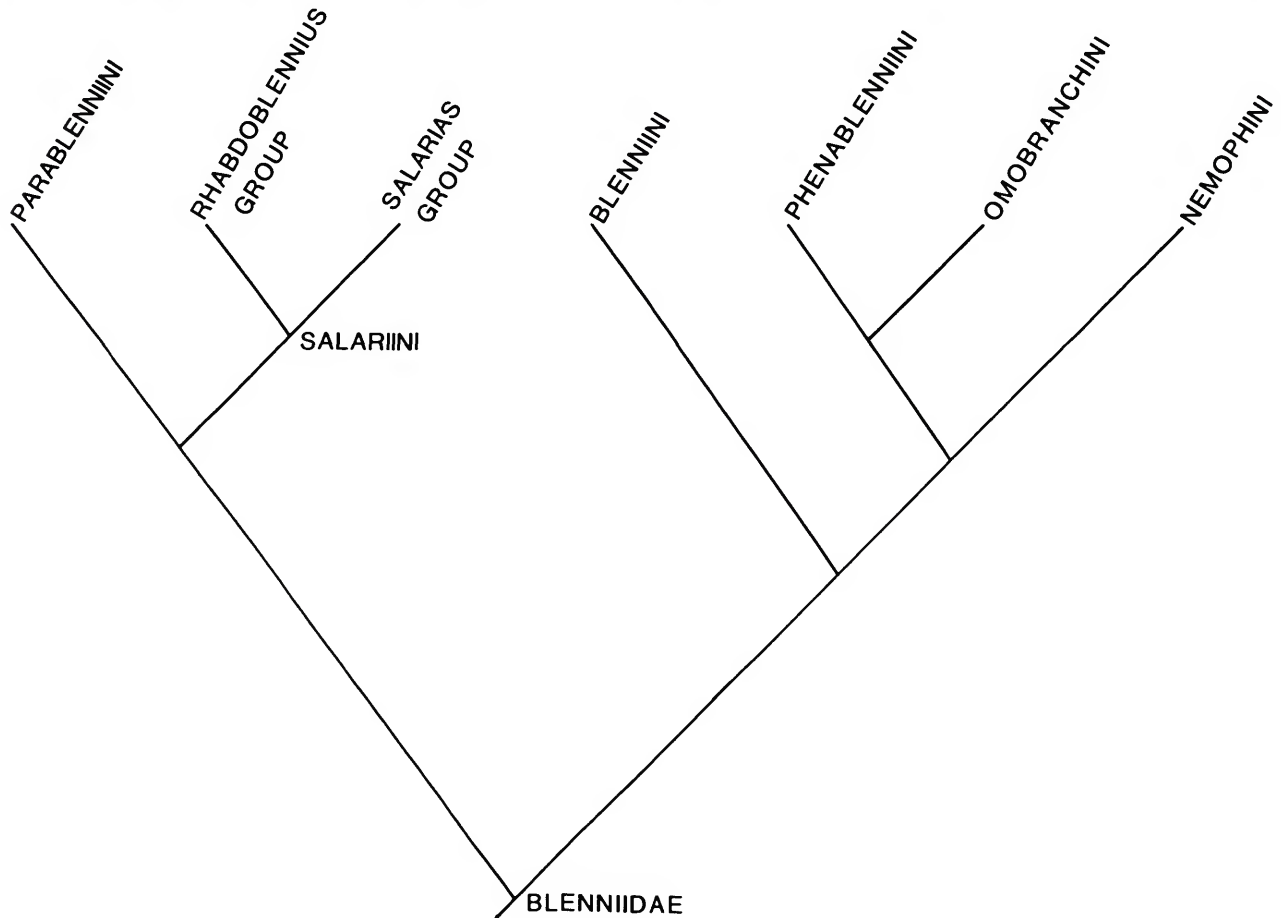 PARABLENNIINI
RHABDOBLENNIUS
GROUP
SALARIAS
GROUP
BLENNIINI
PHENABLENNIINI
OMOBRANCHINI
NEMOPHINI
SALARIINI
BLENNIIDAE